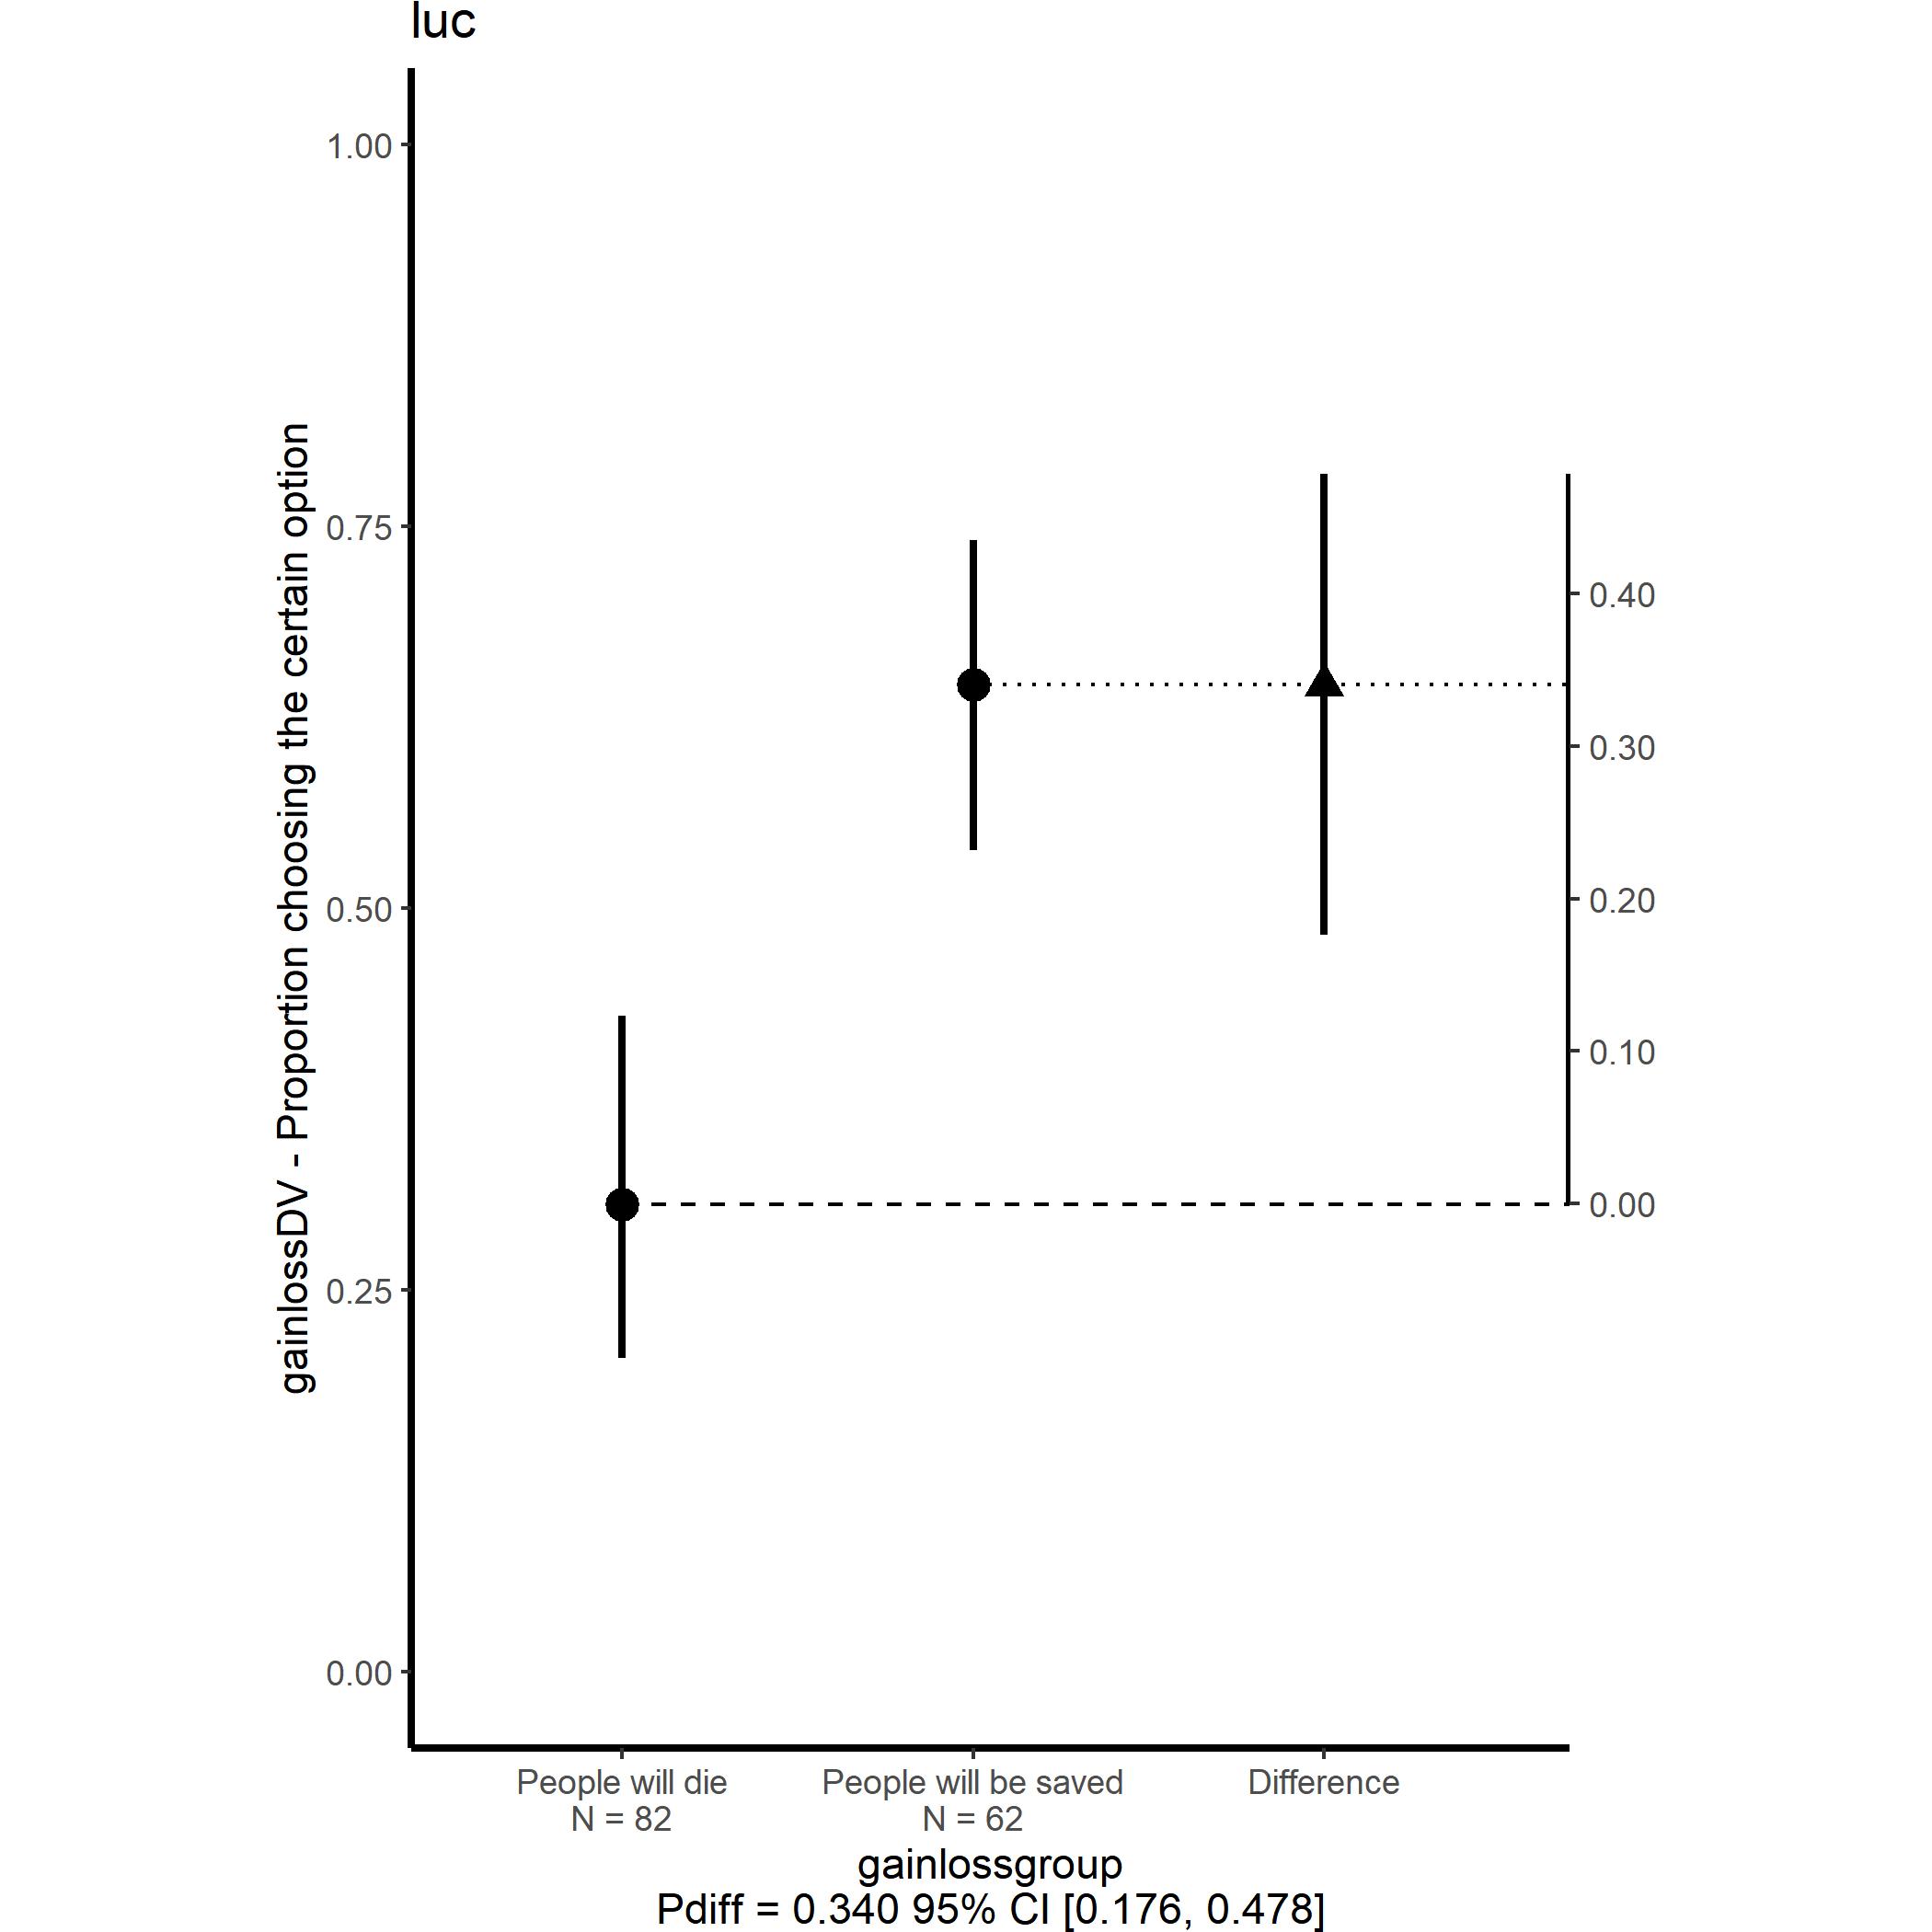 luc
gainlossDV - Proportion choosing the certain option
1.00
0.75
0.50
0.25
0.00
0.40
0.30
0.20
0.10
0.00
People will die
N = 82
People will be saved
N = 62
Difference
gainlossgroup
Pdiff = 0.340 95% CI [0.176, 0.478]